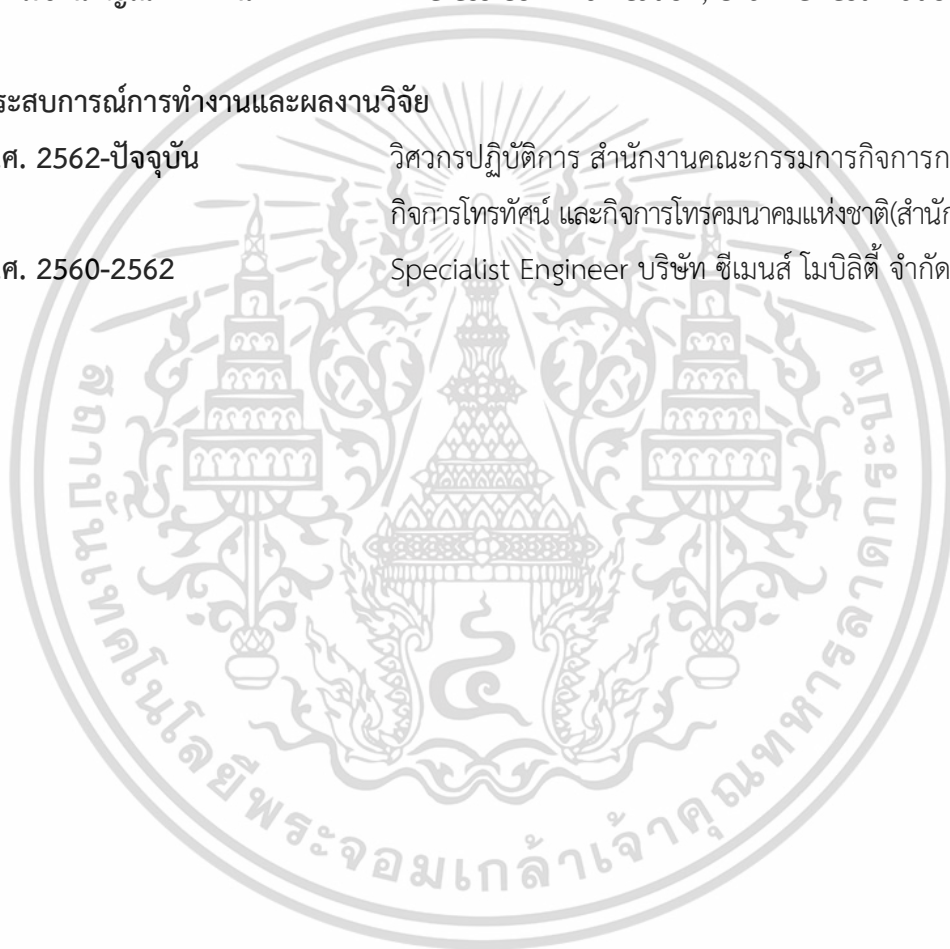 ระสบการณ์การทำงานและผลงานวิจัย
.ศ. 2562-ปัจจุบัน วิศวกรปฏิบัติการ สำนักงานคณะกรรมการกิจการก
กิจการโทรทัศน์ และกิจการโทรคมนาคมแห่งชาติ(สำนัก
.ศ. 2560-2562 Specialist Engineer บริษัท ซีเมนส์ โมบิลิตี้ จำกัด
สถาบันเทคโนโลยีพระจอมเกล้าเจ้าคุณทหารลาดกระบัง
๔